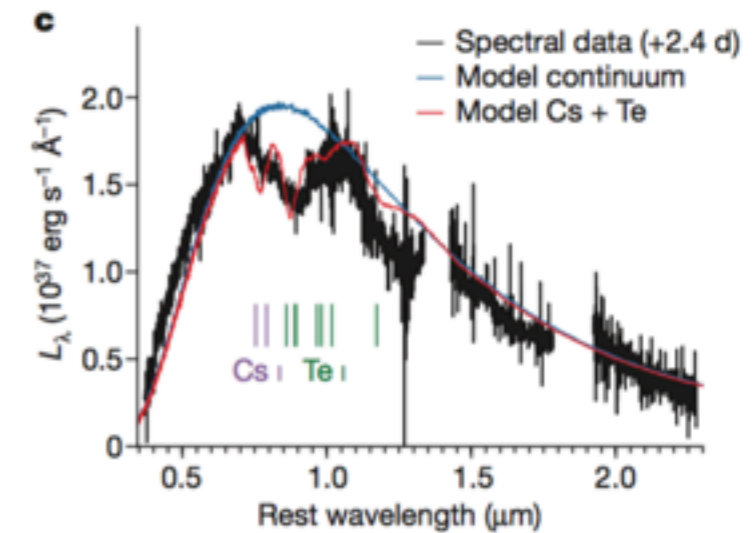 c
Spectral data (+2.4 d)
Model continuum
Model Cs + Te
2.0
1.5
1.0
0.5
0
Lλ (10³⁷ erg s⁻¹ Å⁻¹)
Cs I Te I
0.5 1.0 1.5 2.0
Rest wavelength (μm)